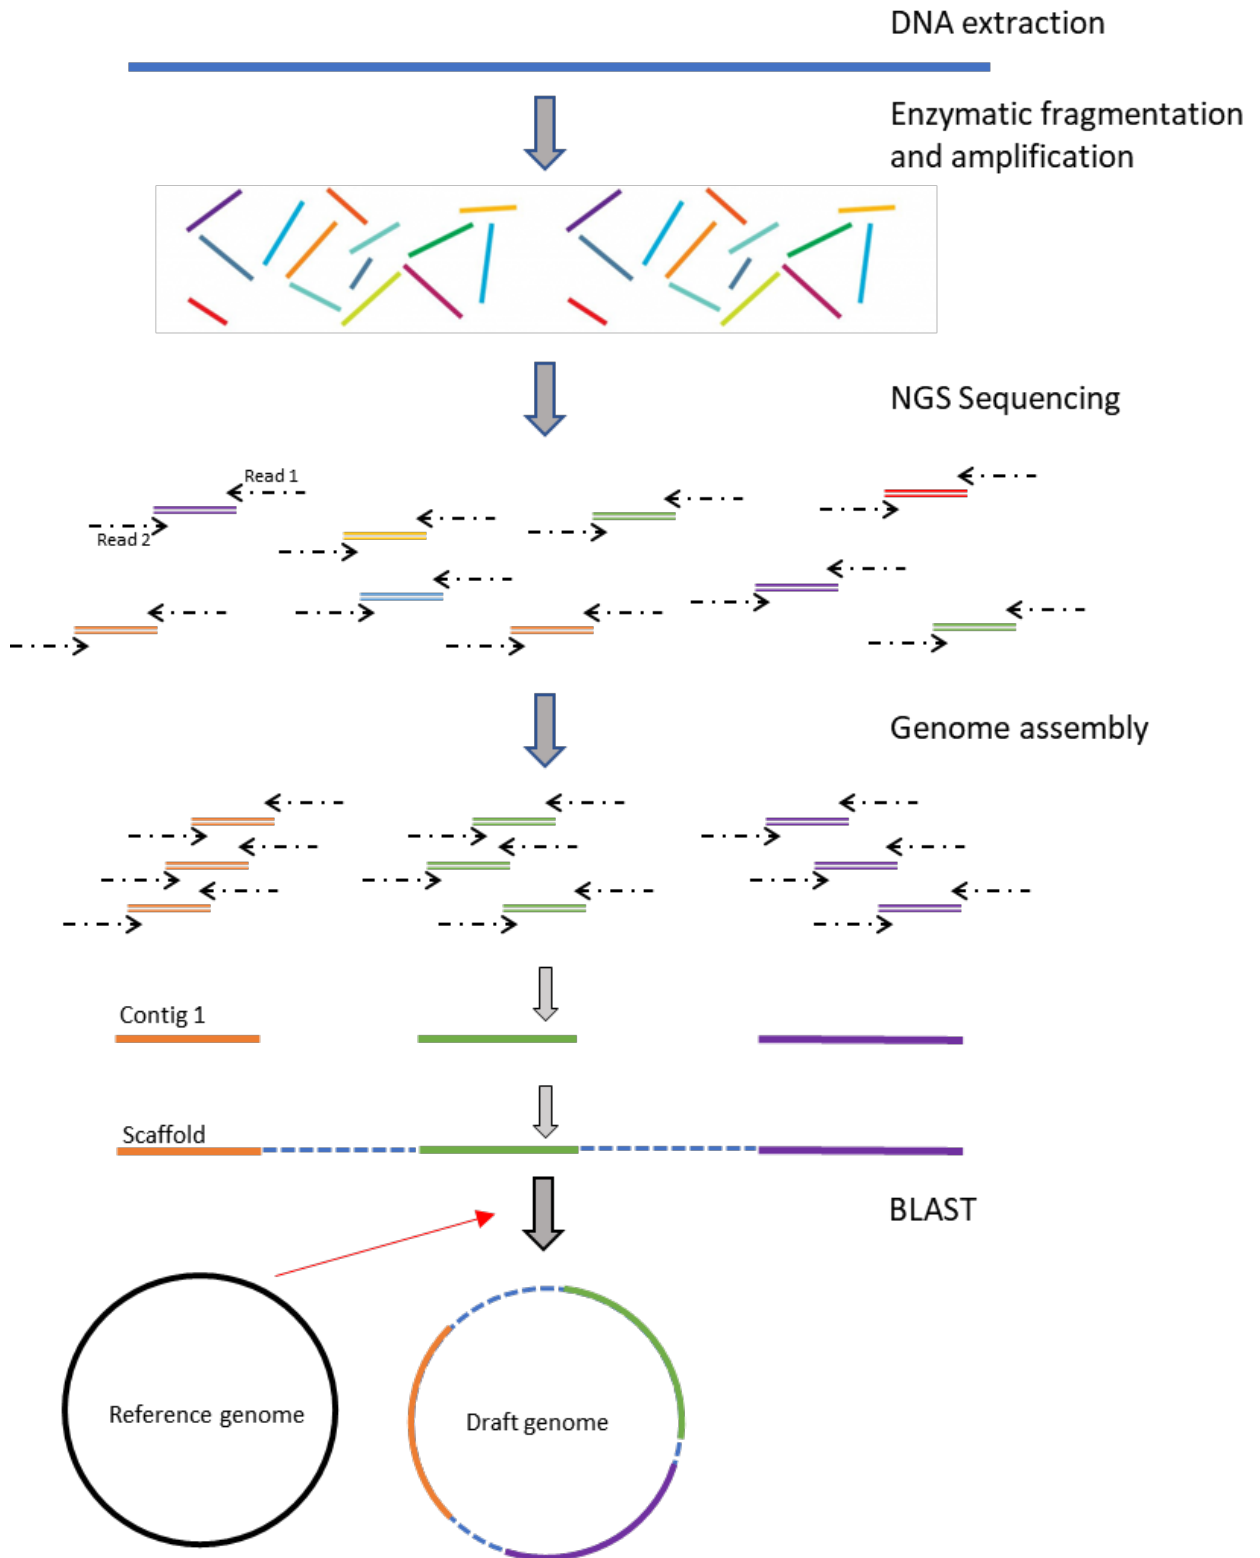 DNA extraction
Enzymatic fragmentation
and amplification
NGS Sequencing
Read 1
Read 2
Genome assembly
Contig 1
Scaffold
BLAST
Reference genome
Draft genome